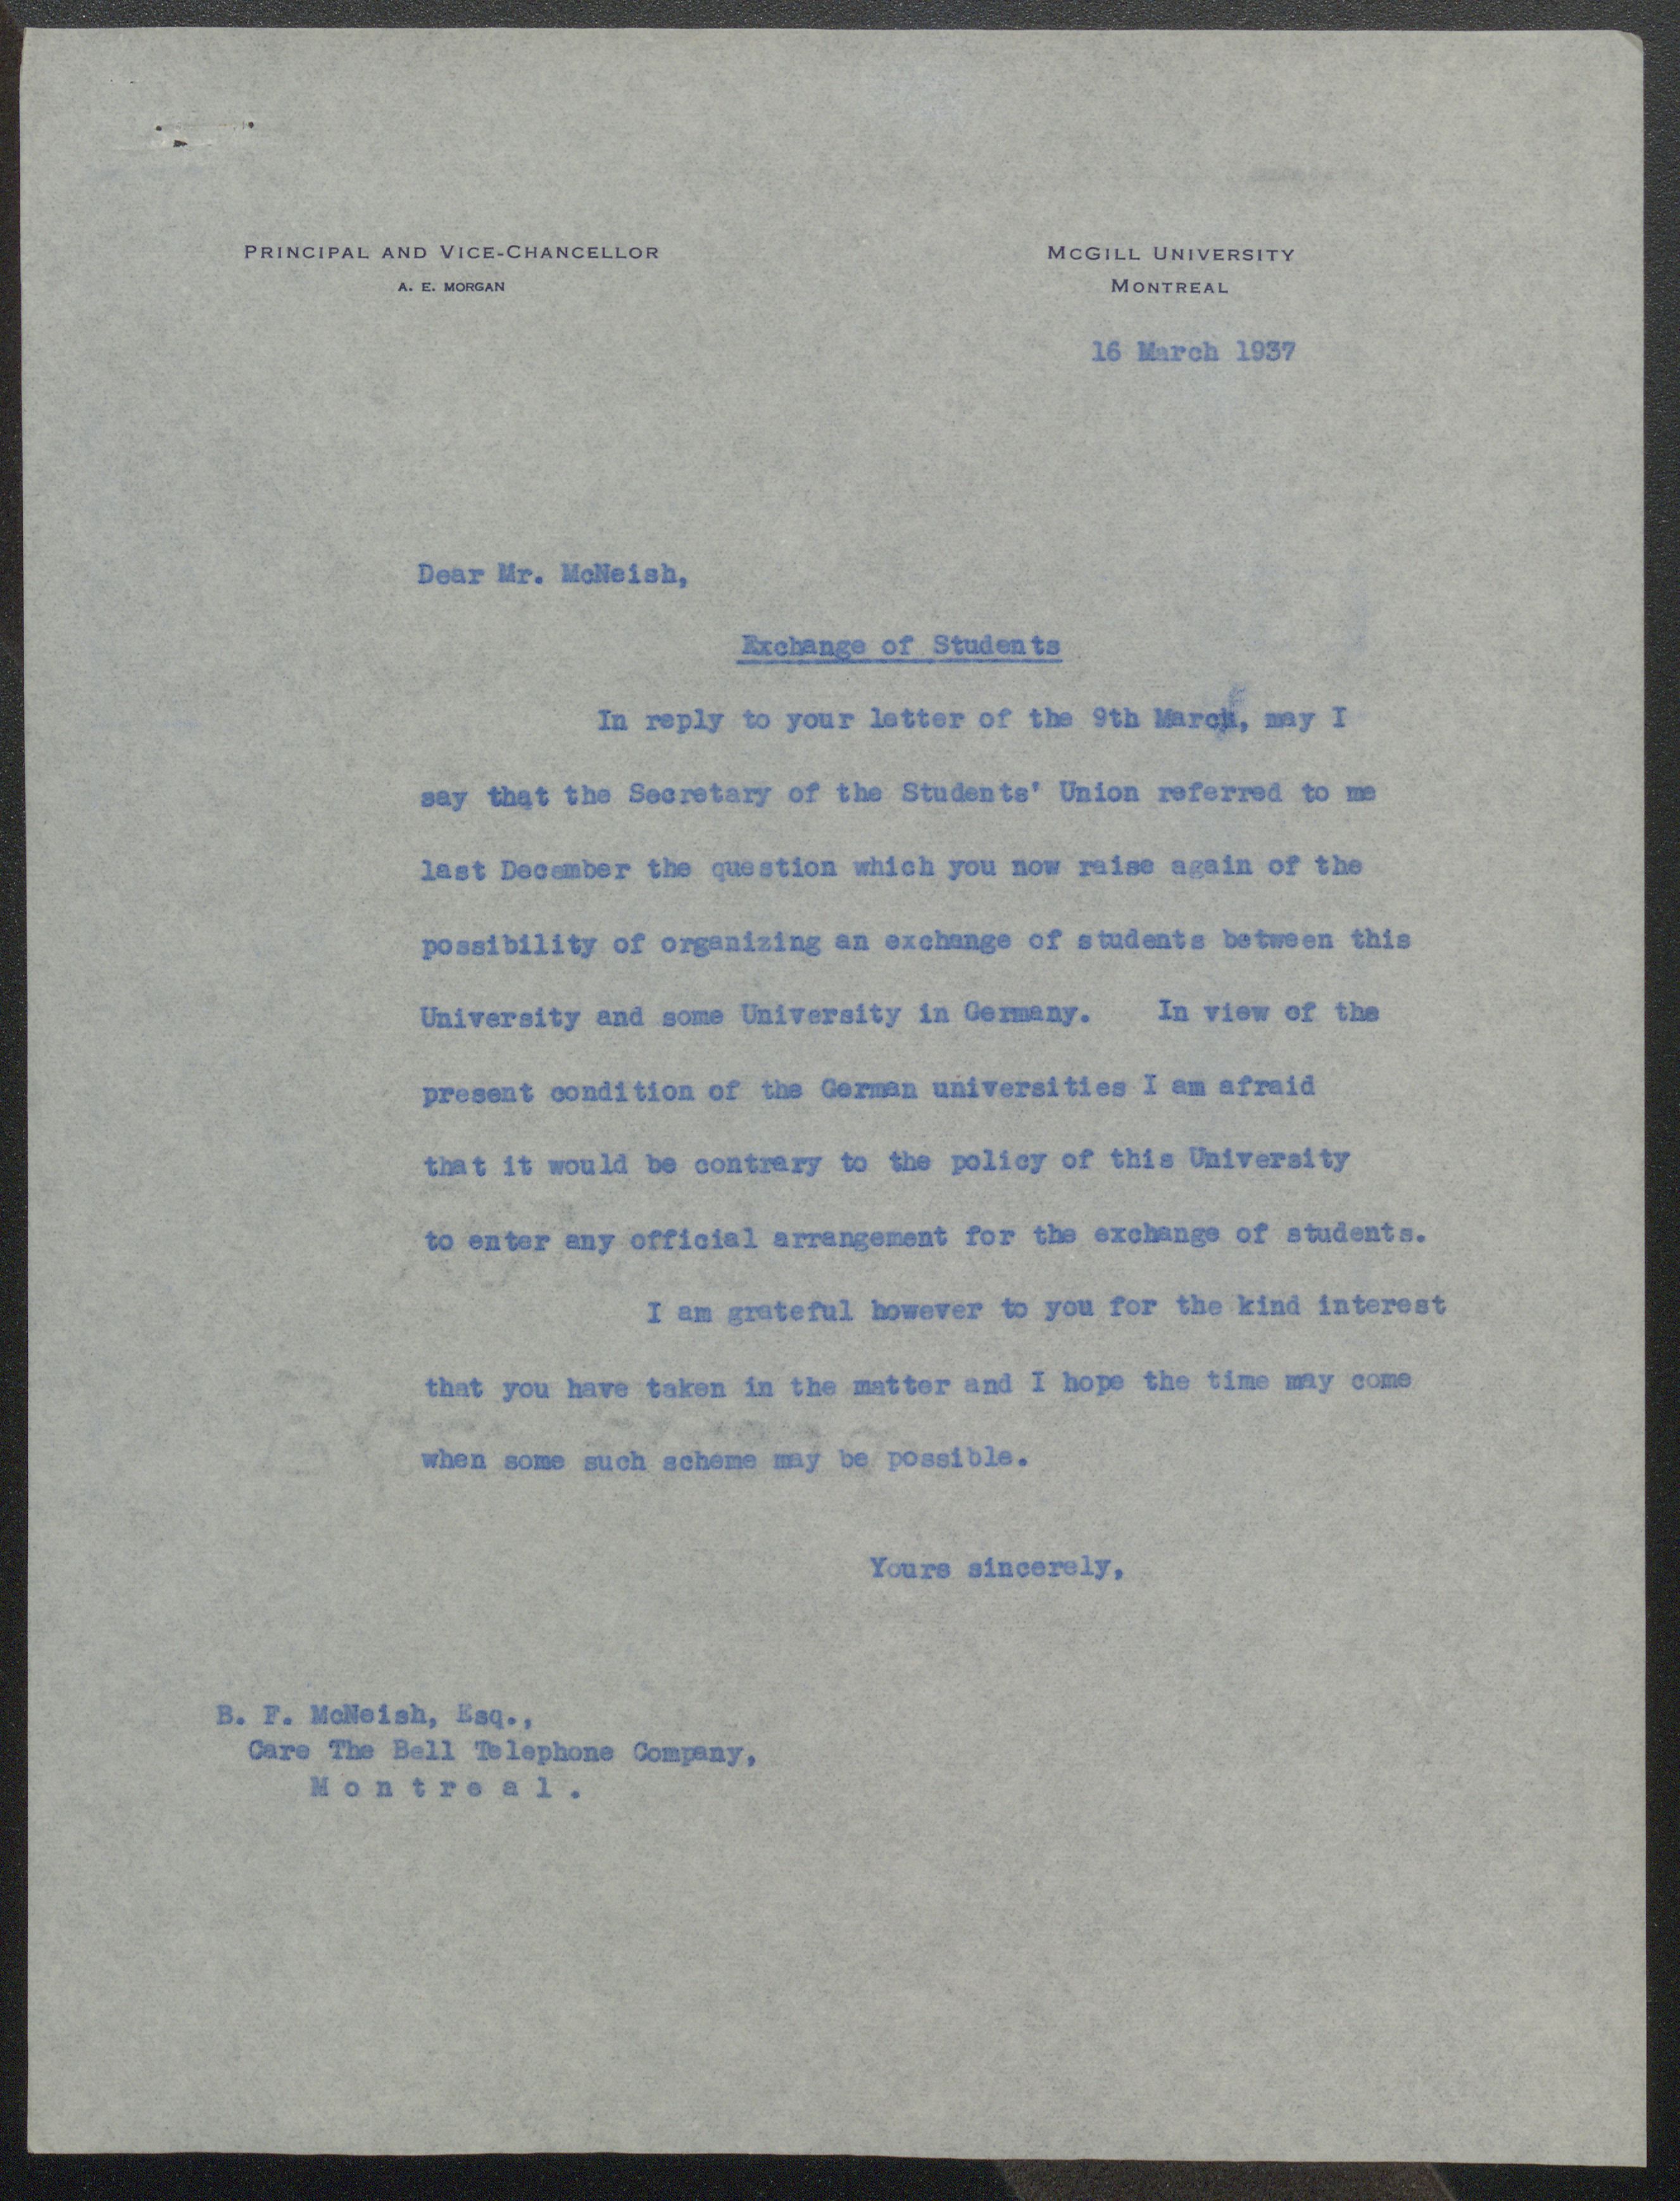 PRINCIPAL AND VICE-CHANCELLOR
A. E. MORGAN
MCGILL UNIVERSITY
MONTREAL
16 March 1937
Dear Mr. McNeish,
Exchange of Students
In reply to your letter of the 9th March, may I
say that the Secretary of the Students' Union referred to me
last December the question which you now raise again of the
possibility of organizing an exchange of students between this
University and some University in Germany. In view of the
present condition of the German universities I am afraid
that it would be contrary to the policy of this University
to enter any official arrangement for the exchange of students.
I am grateful however to you for the kind interest
that you have taken in the matter and I hope the time may come
when some such scheme may be possible.
Yours sincerely,
B. F. McNeish, Esq.,
Care The Bell Telephone Company,
M o n t r e a l .